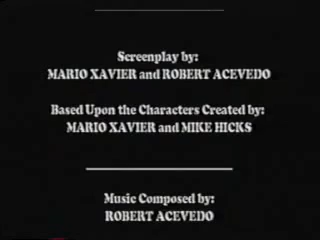 Screenplay by:
MARIO XAVIER and ROBERT ACEVEDO
Based Upon the Characters Created by:
MARIO XAVIER and MIKE HICKS
Music Composed by:
ROBERT ACEVEDO